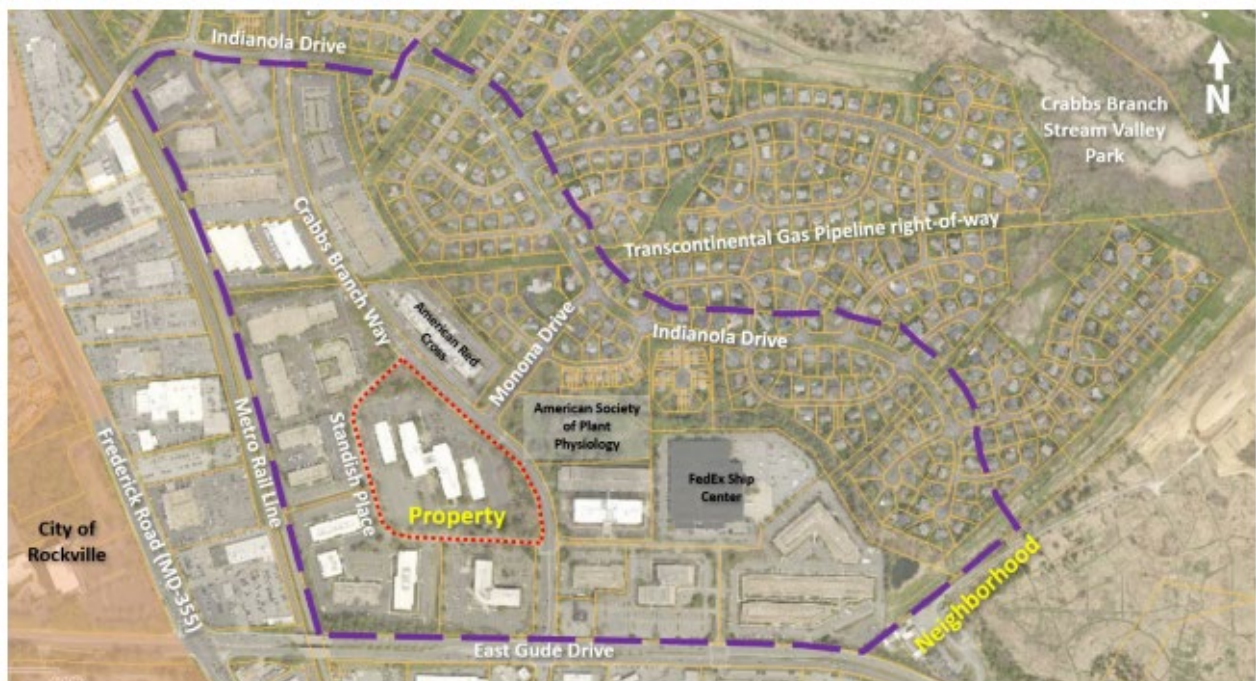 Indianola Drive
N
Crabbs Branch
Stream Valley
Park
Crabbs Branch Way
Transcontinental Gas Pipeline right-of-way
American Red
Cross
Monona Drive
Indianola Drive
American Society
of Plant
Physiology
Metro Rail Line
Standish Place
FedEx Ship
Center
Frederick Road (MD-355)
Property
City of
Rockville
Neighborhood
East Gude Drive